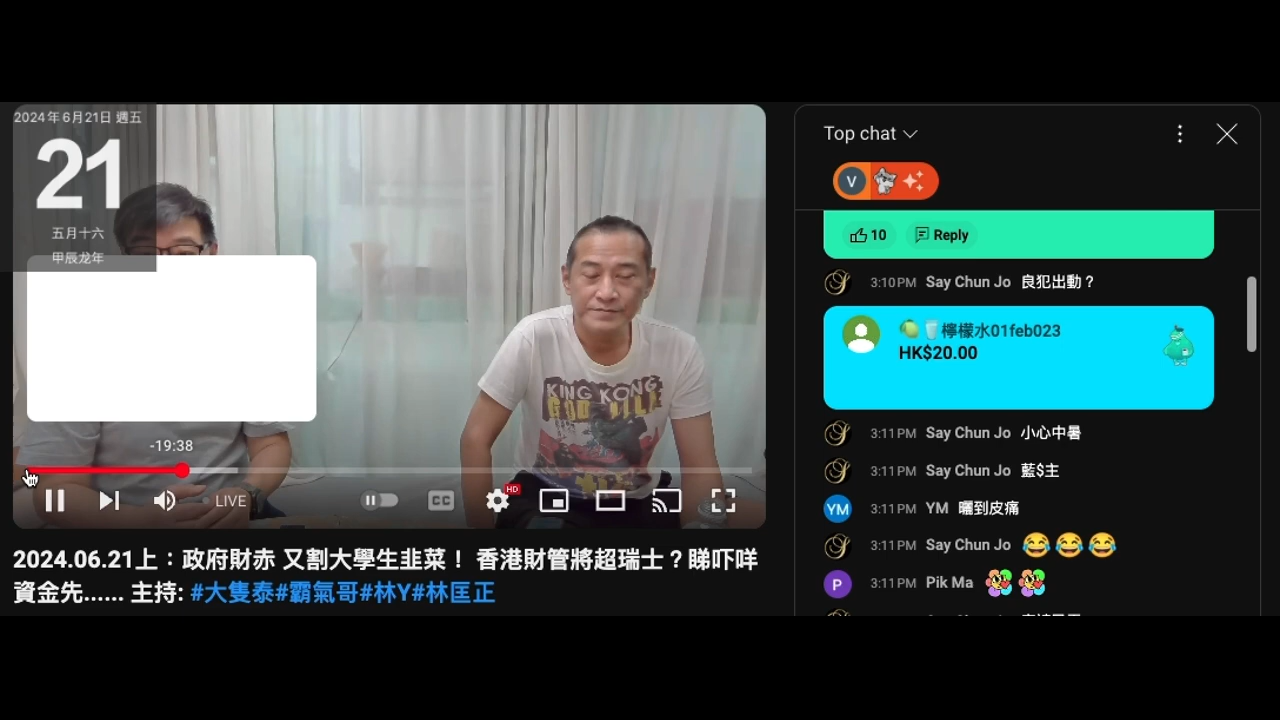 2024年6月21日 週五
21
五月十六
甲辰龙年
KING KONG
-19:38
LIVE
CC
HD
2024.06.21上：政府財赤 又割大學生韭菜！ 香港財管將超瑞士？睇吓咩
資金先...... 主持: #大隻泰#霸氣哥#林Y#林匡正
Top chat
V
10 Reply
3:10 PM Say Chun Jo 良犯出動？
🍋🥛檸檬水01feb023
HK$20.00
3:11 PM Say Chun Jo 小心中暑
3:11 PM Say Chun Jo 藍$主
YM 3:11 PM YM 曬到皮痛
3:11 PM Say Chun Jo 😂😂😂
P 3:11 PM Pik Ma